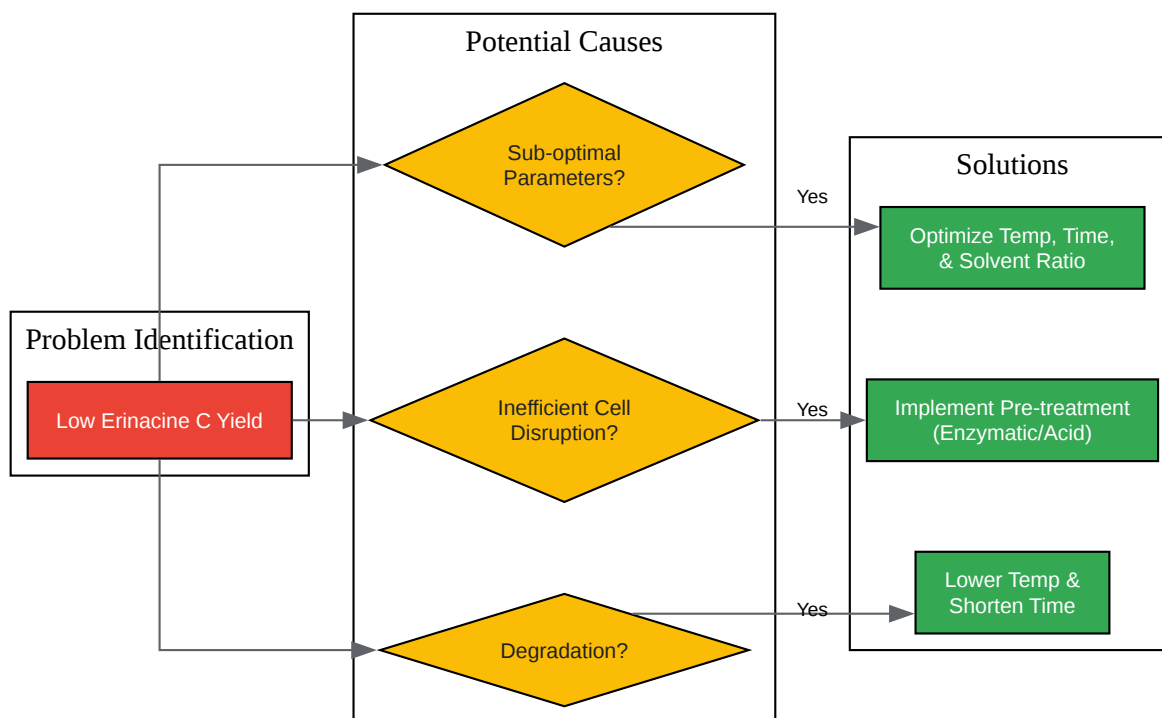 Potential Causes
Sub-optimal
Parameters?
Yes
Solutions
Optimize Temp, Time,
& Solvent Ratio
Problem Identification
Low Erinacine C Yield
Inefficient Cell
Disruption?
Yes
Implement Pre-treatment
(Enzymatic/Acid)
Degradation?
Yes
Lower Temp &
Shorten Time